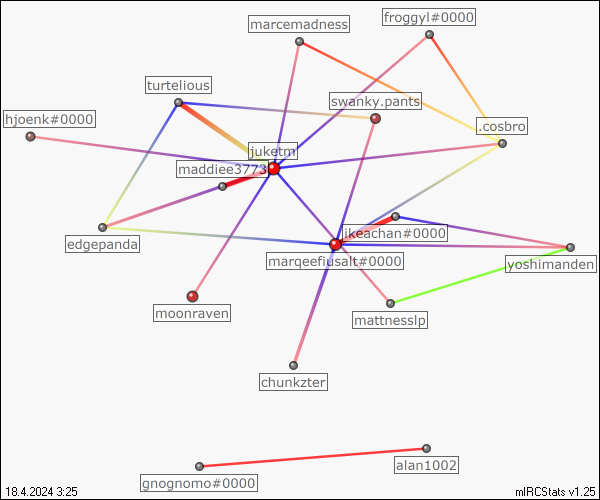 froggyl#0000
marcemadness
turtelious
swanky.pants
hjoenk#0000
.cosbro
juketm
maddiee3773
ikeachan#0000
edgepanda
marqeefiusalt#0000
yoshimanden
moonraven
mattnesslp
chunkzter
alan1002
gnognomo#0000
18.4.2024 3:25
mIRCStats v1.25